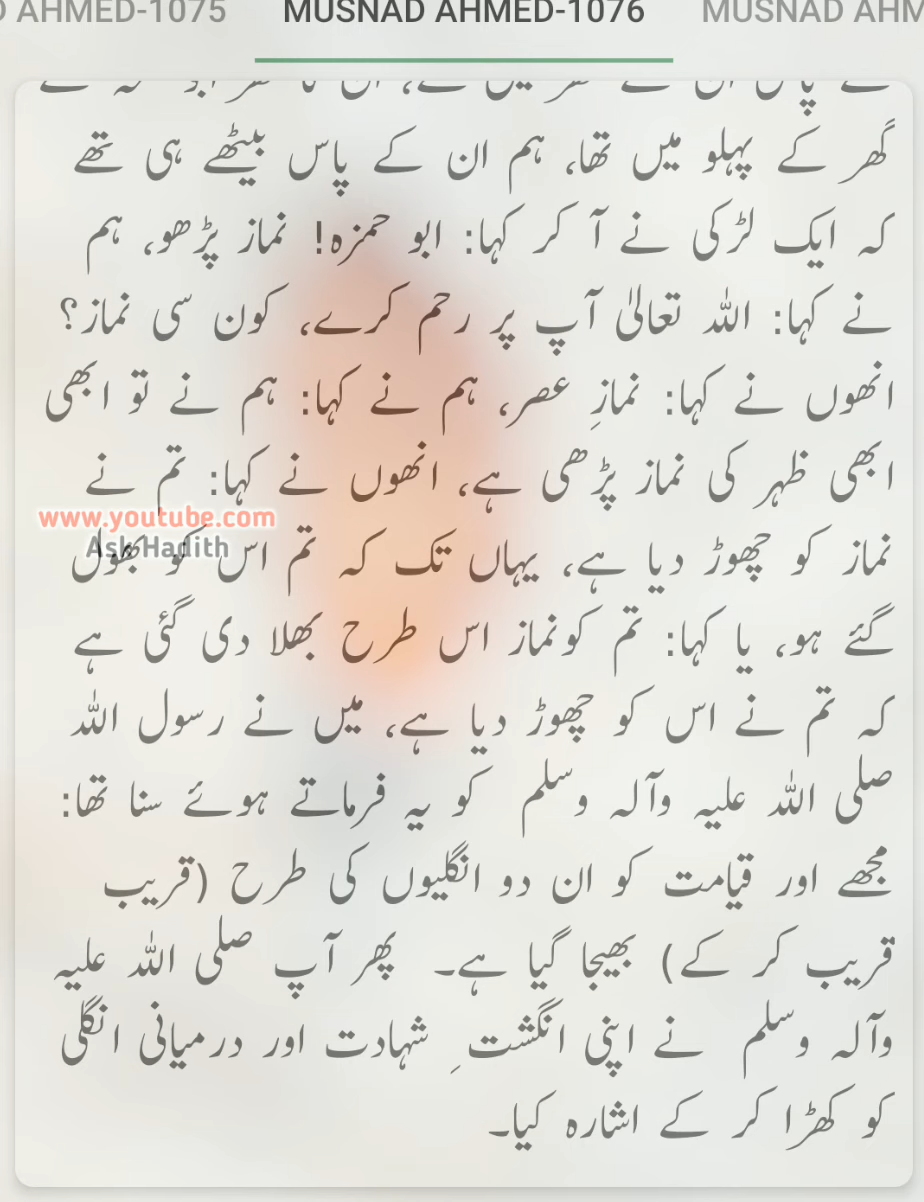 D AHMED-1075 MUSNAD AHMED-1076 MUSNAD AHM
گھر کے پہلو میں تھا، ہم ان کے پاس بیٹھے ہی تھے
کہ ایک لڑکی نے آ کر کہا: ابو حمزہ! نماز پڑھو، ہم
نے کہا: اللہ تعالیٰ آپ پر رحم کرے، کون سی نماز؟
انھوں نے کہا: نمازِ عصر، ہم نے کہا: ہم نے تو ابھی
ابھی ظہر کی نماز پڑھی ہے، انھوں نے کہا: تم نے
www.youtube.com
نماز کو چھوڑ دیا ہے، یہاں تک کہ تم اس کو بھول
AskHadith
گئے ہو، یا کہا: تم کونماز اس طرح بھلا دی گئی ہے
کہ تم نے اس کو چھوڑ دیا ہے، میں نے رسول اللہ
صلی اللہ علیہ وآلہ وسلم کو یہ فرماتے ہوئے سنا تھا:
مجھے اور قیامت کو ان دو انگلیوں کی طرح (قریب
قریب کر کے) بھیجا گیا ہے۔ پھر آپ صلی اللہ علیہ
وآلہ وسلم نے اپنی انگشت ِ شہادت اور درمیانی انگلی
کو کھڑا کر کے اشارہ کیا۔